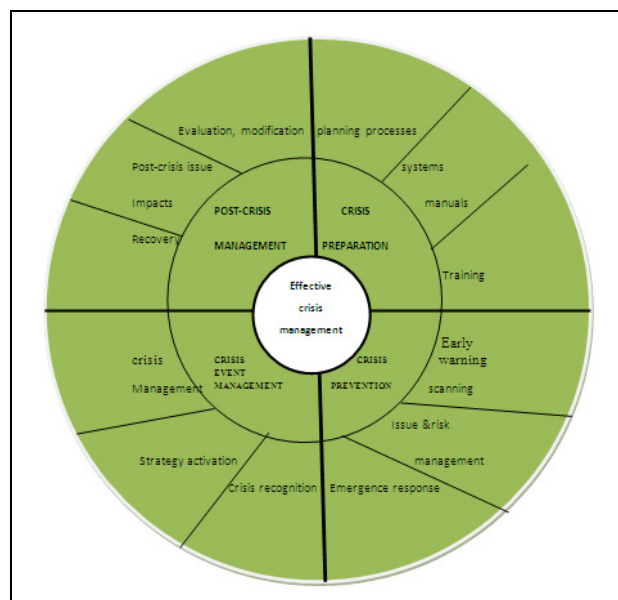 Evaluation, modification
planning processes
Post-crisis issue
systems
Impacts
manuals
Recovery
Training
POST-CRISIS
MANAGEMENT
CRISIS
PREPARATION
Effective
crisis
management
crisis
Management
CRISIS
EVENT
MANAGEMENT
CRISIS
PREVENTION
Early
warning
scanning
Issue &risk
management
Strategy activation
Crisis recognition
Emergence response